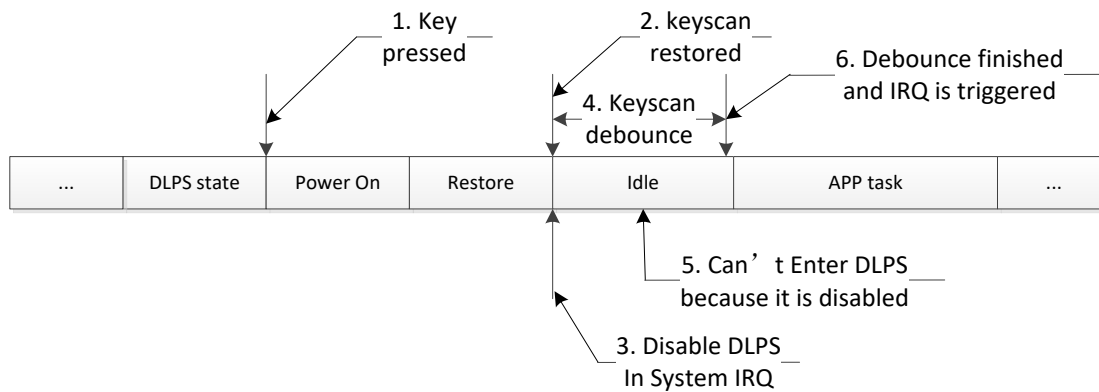 1. Key
pressed
2. keyscan
restored
6. Debounce finished
and IRQ is triggered
4. Keyscan
debounce
...
DLPS state
Power On
Restore
Idle
APP task
...
5. Can’t Enter DLPS
because it is disabled
3. Disable DLPS
In System IRQ